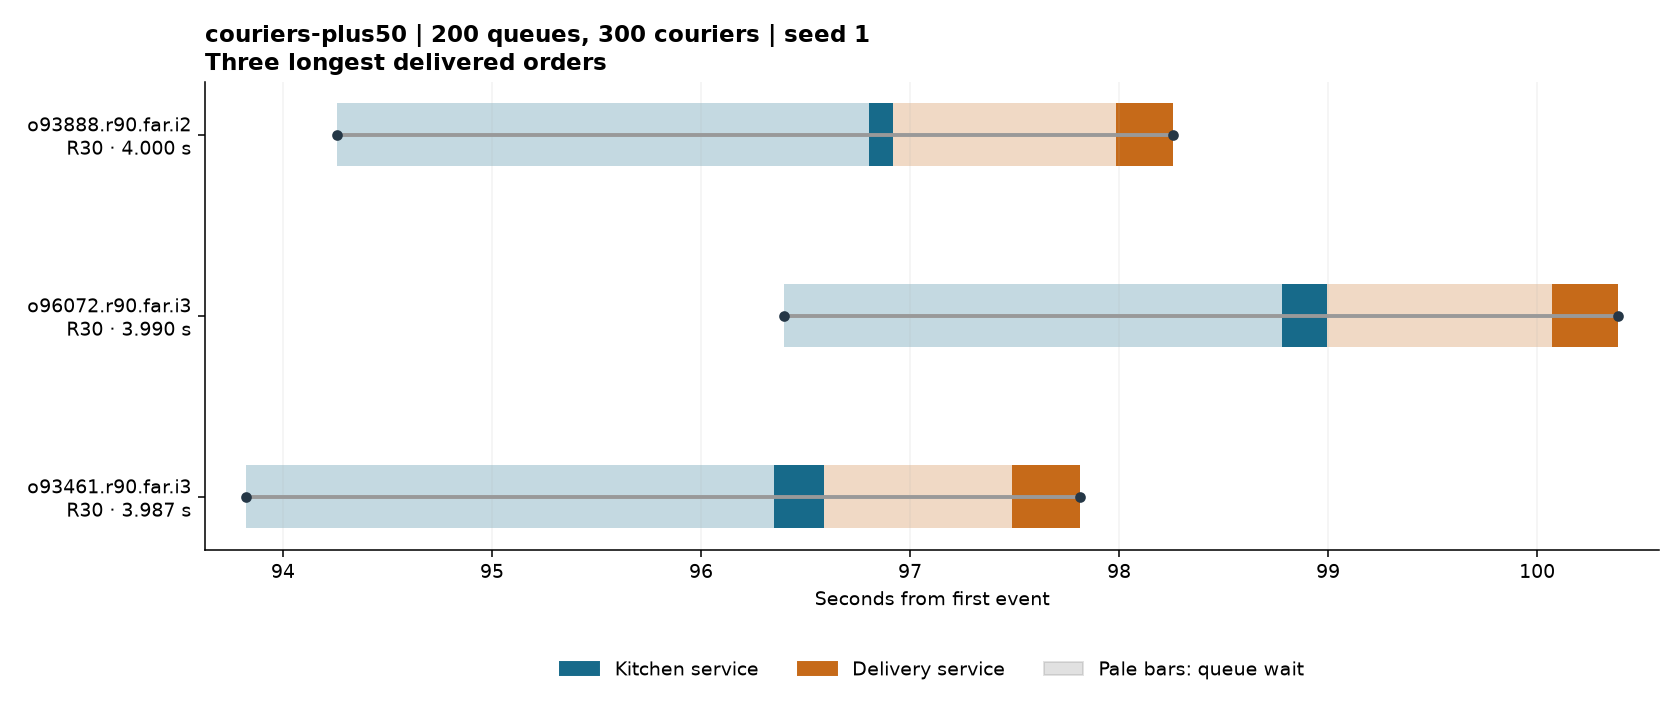 couriers-plus50 | 200 queues, 300 couriers | seed 1
Three longest delivered orders
o93888.r90.far.i2
R30 · 4.000 s
o96072.r90.far.i3
R30 · 3.990 s
o93461.r90.far.i3
R30 · 3.987 s
94 95 96 97 98 99 100
Seconds from first event
Kitchen service Delivery service Pale bars: queue wait